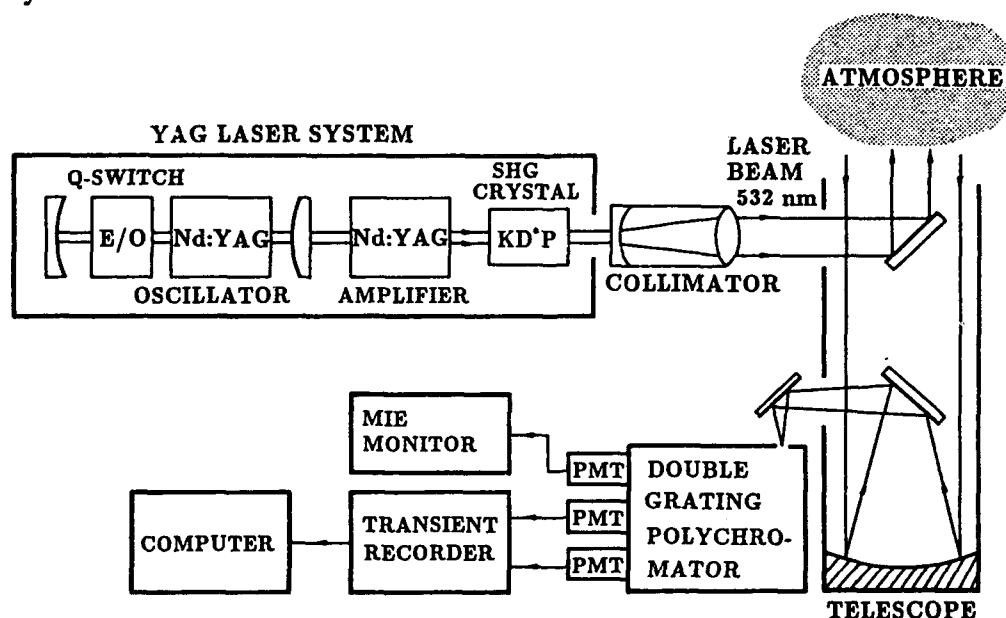 ATMOSPHERE
YAG LASER SYSTEM
LASER
BEAM
532 nm
Q-SWITCH
SHG
CRYSTAL
E/O
Nd:YAG
Nd:YAG
KD*P
OSCILLATOR
AMPLIFIER
COLLIMATOR
MIE
MONITOR
PMT
DOUBLE
GRATING
POLYCHRO-
MATOR
PMT
PMT
TRANSIENT
RECORDER
COMPUTER
TELESCOPE